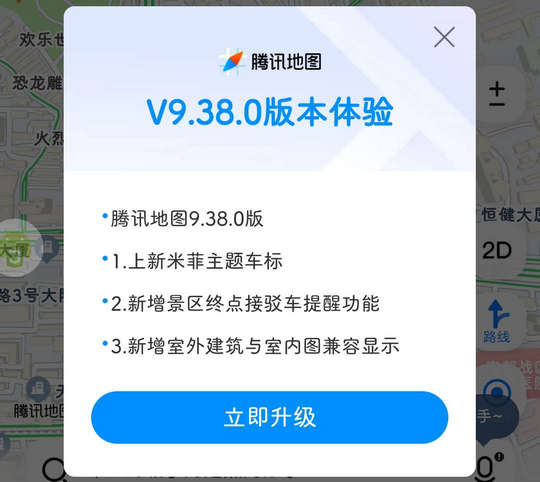 欢乐世
恐龙雕
火烈
腾讯地图
V9.38.0版本体验
•腾讯地图9.38.0版
•1.上新米菲主题车标
•2.新增景区终点接驳车提醒功能
•3.新增室外建筑与室内图兼容显示
立即升级
恒健大厦
2D
路线
大厦
路3号大院
腾讯地图
手~